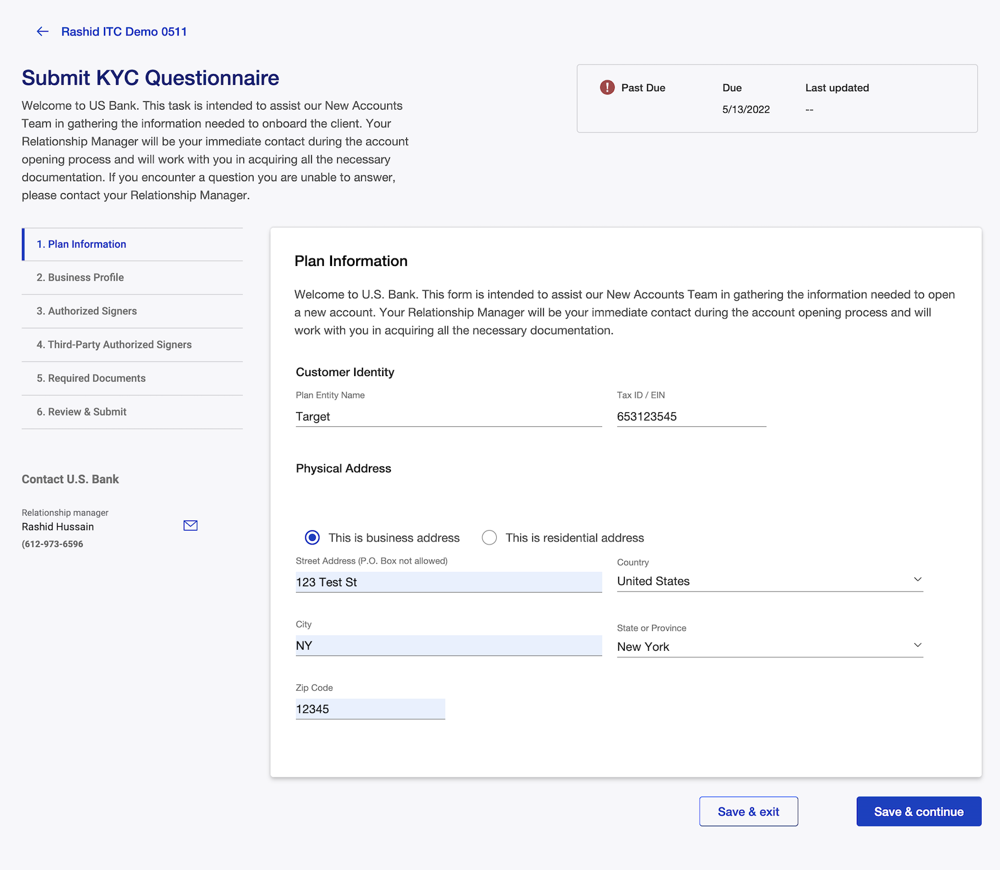 Rashid ITC Demo 0511
Submit KYC Questionnaire
Welcome to US Bank. This task is intended to assist our New Accounts
Team in gathering the information needed to onboard the client. Your
Relationship Manager will be your immediate contact during the account
opening process and will work with you in acquiring all the necessary
documentation. If you encounter a question you are unable to answer,
please contact your Relationship Manager.
Past Due
Due
Last updated
5/13/2022
--
1. Plan Information
2. Business Profile
3. Authorized Signers
4. Third-Party Authorized Signers
5. Required Documents
6. Review & Submit
Contact U.S. Bank
Relationship manager
Rashid Hussain
(612-973-6596
Plan Information
Welcome to U.S. Bank. This form is intended to assist our New Accounts Team in gathering the information needed to open
a new account. Your Relationship Manager will be your immediate contact during the account opening process and will
work with you in acquiring all the necessary documentation.
Customer Identity
Plan Entity Name
Target
Tax ID / EIN
653123545
Physical Address
This is business address
This is residential address
Street Address (P.O. Box not allowed)
123 Test St
Country
United States
City
NY
State or Province
New York
Zip Code
12345
Save & exit
Save & continue